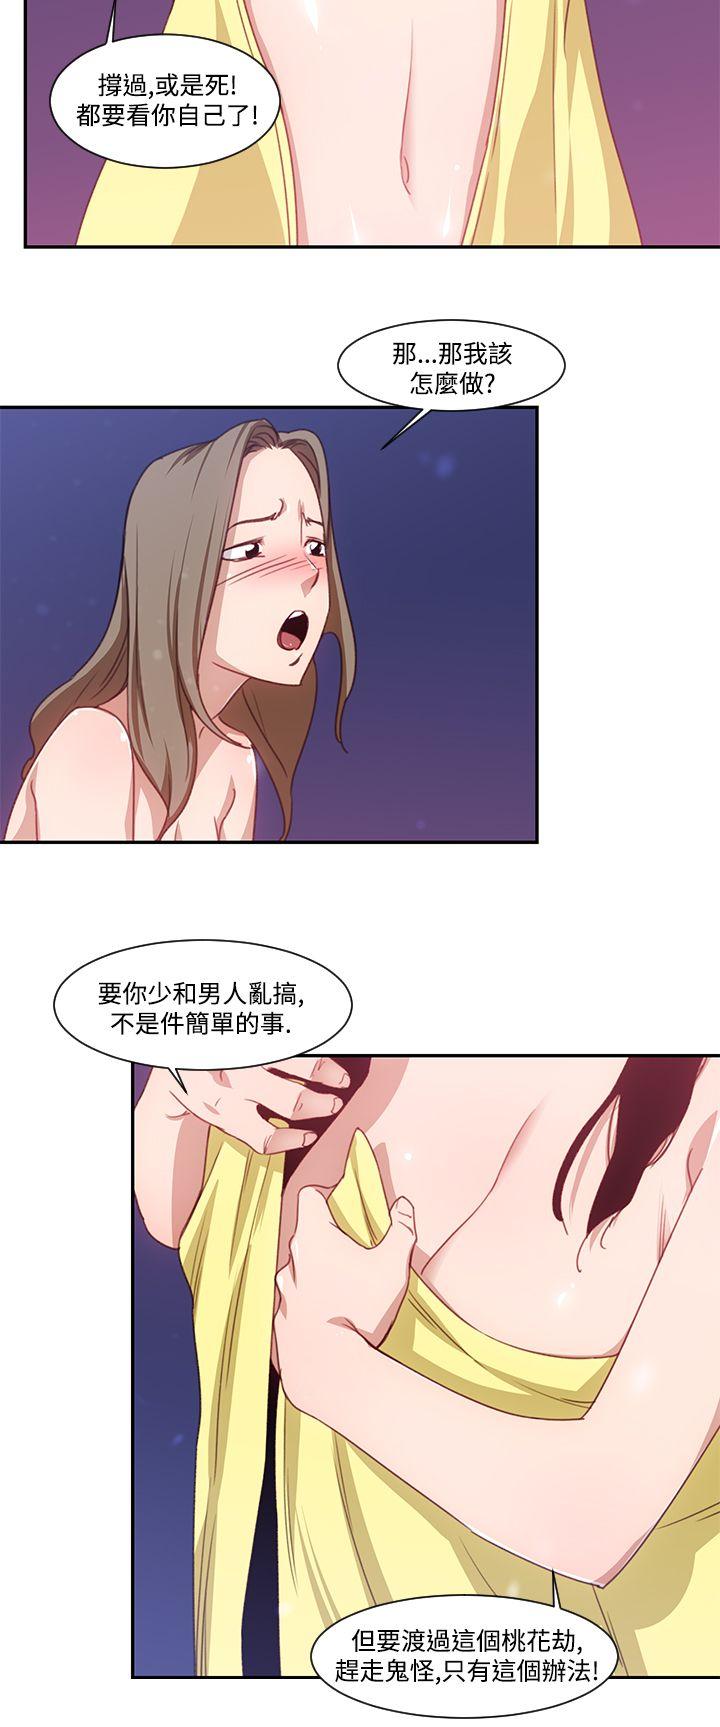 撐過,或是死!
都要看你自己了!
那...那我該
怎麼做?
要你少和男人亂搞,
不是件簡單的事.
但要渡過這個桃花劫,
趕走鬼怪,只有這個辦法!